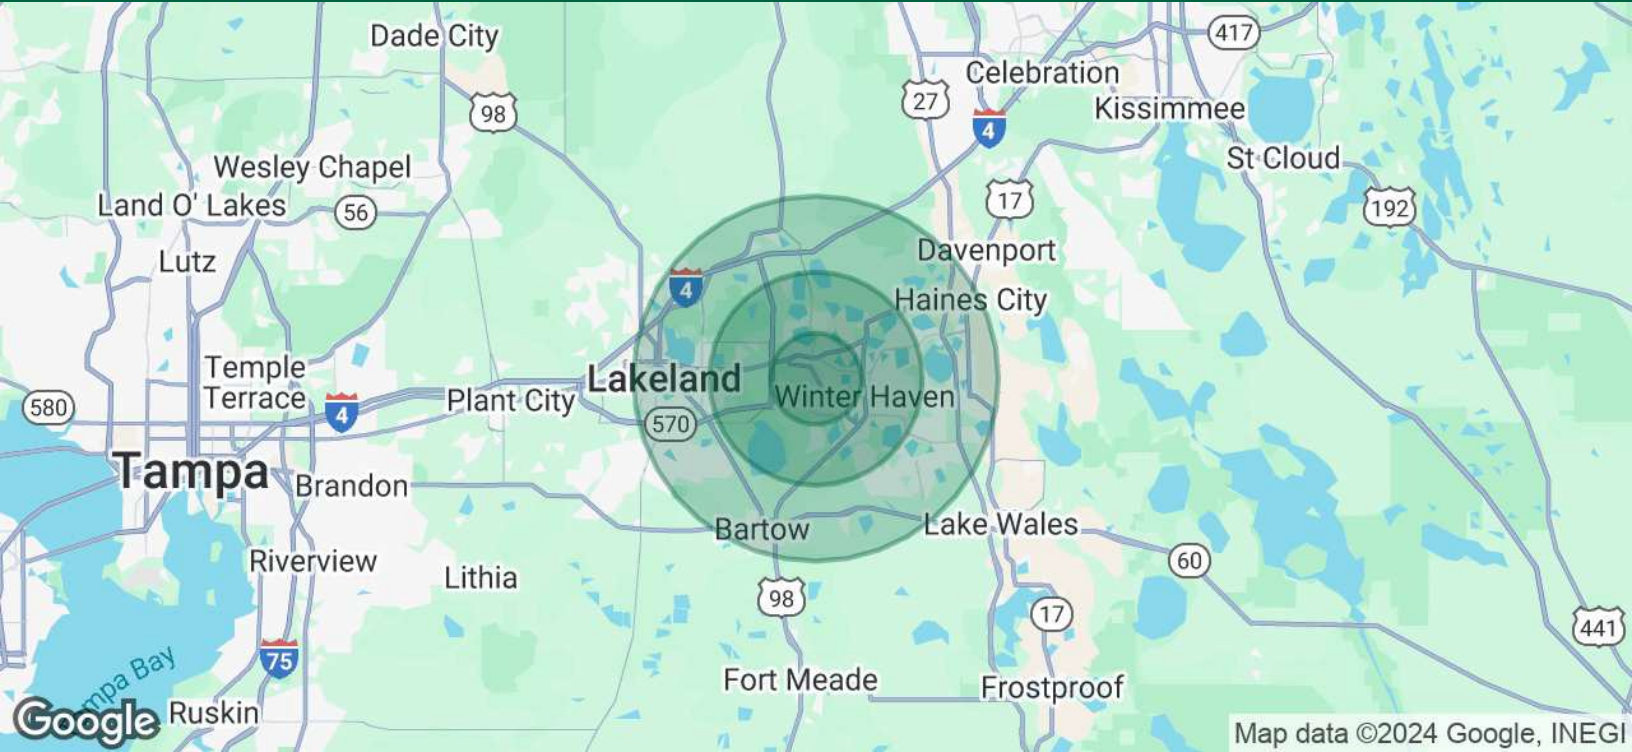 Dade City
417
Celebration
27
98
Kissimmee
4
St Cloud
Wesley Chapel
17
Land O' Lakes
56
192
Davenport
Lutz
4
Haines City
Temple
Terrace
Lakeland
Plant City
Winter Haven
580
4
570
Tampa
Brandon
Bartow
Lake Wales
Riverview
60
Lithia
98
17
441
75
Tampa Bay
Fort Meade
Frostproof
Google
Ruskin
Map data ©2024 Google, INEGI